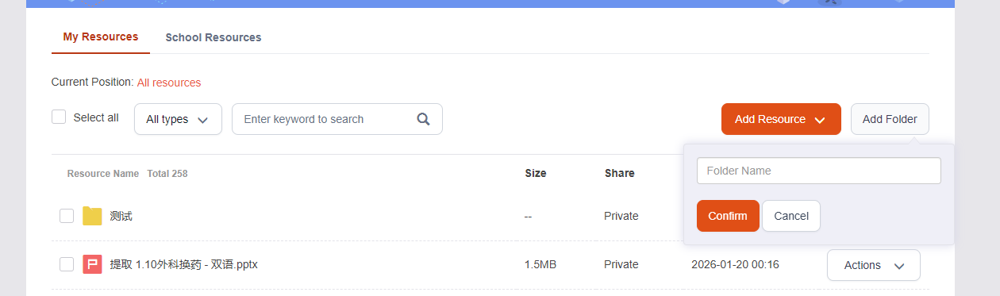 My Resources School Resources
Current Position: All resources
Select all All types Enter keyword to search Add Resource Add Folder
Resource Name Total 258 Size Share
Folder Name
Confirm Cancel
测试 -- Private
提取 1.10外科换药 - 双语.pptx 1.5MB Private 2026-01-20 00:16 Actions